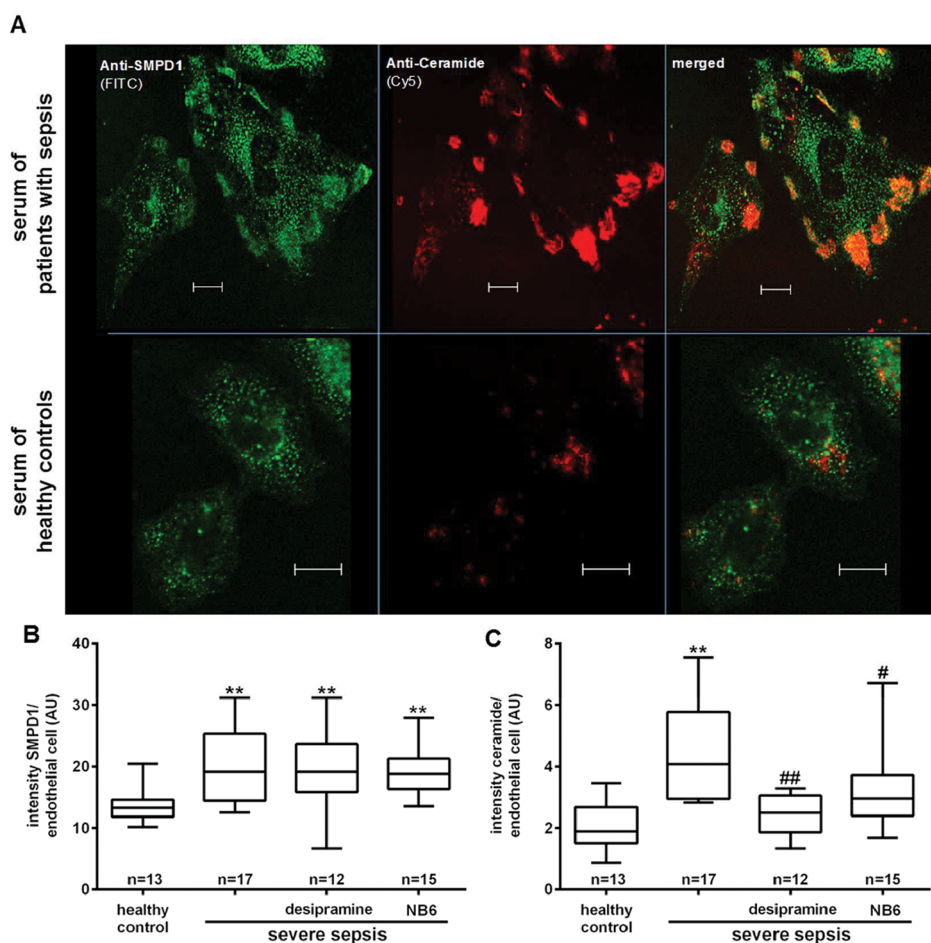 A
Anti-SMPD1
(FITC)
Anti-Ceramide
(Cy5)
merged
serum of
patients with sepsis
serum of
healthy controls
B
intensity SMPD1/
endothelial cell (AU)
40
30
20
10
0
** ** **
n=13 n=17 n=12 n=15
healthy
control
desipramine NB6
severe sepsis
C
intensity ceramide/
endothelial cell (AU)
8
6
4
2
0
** ## #
n=13 n=17 n=12 n=15
healthy
control
desipramine NB6
severe sepsis